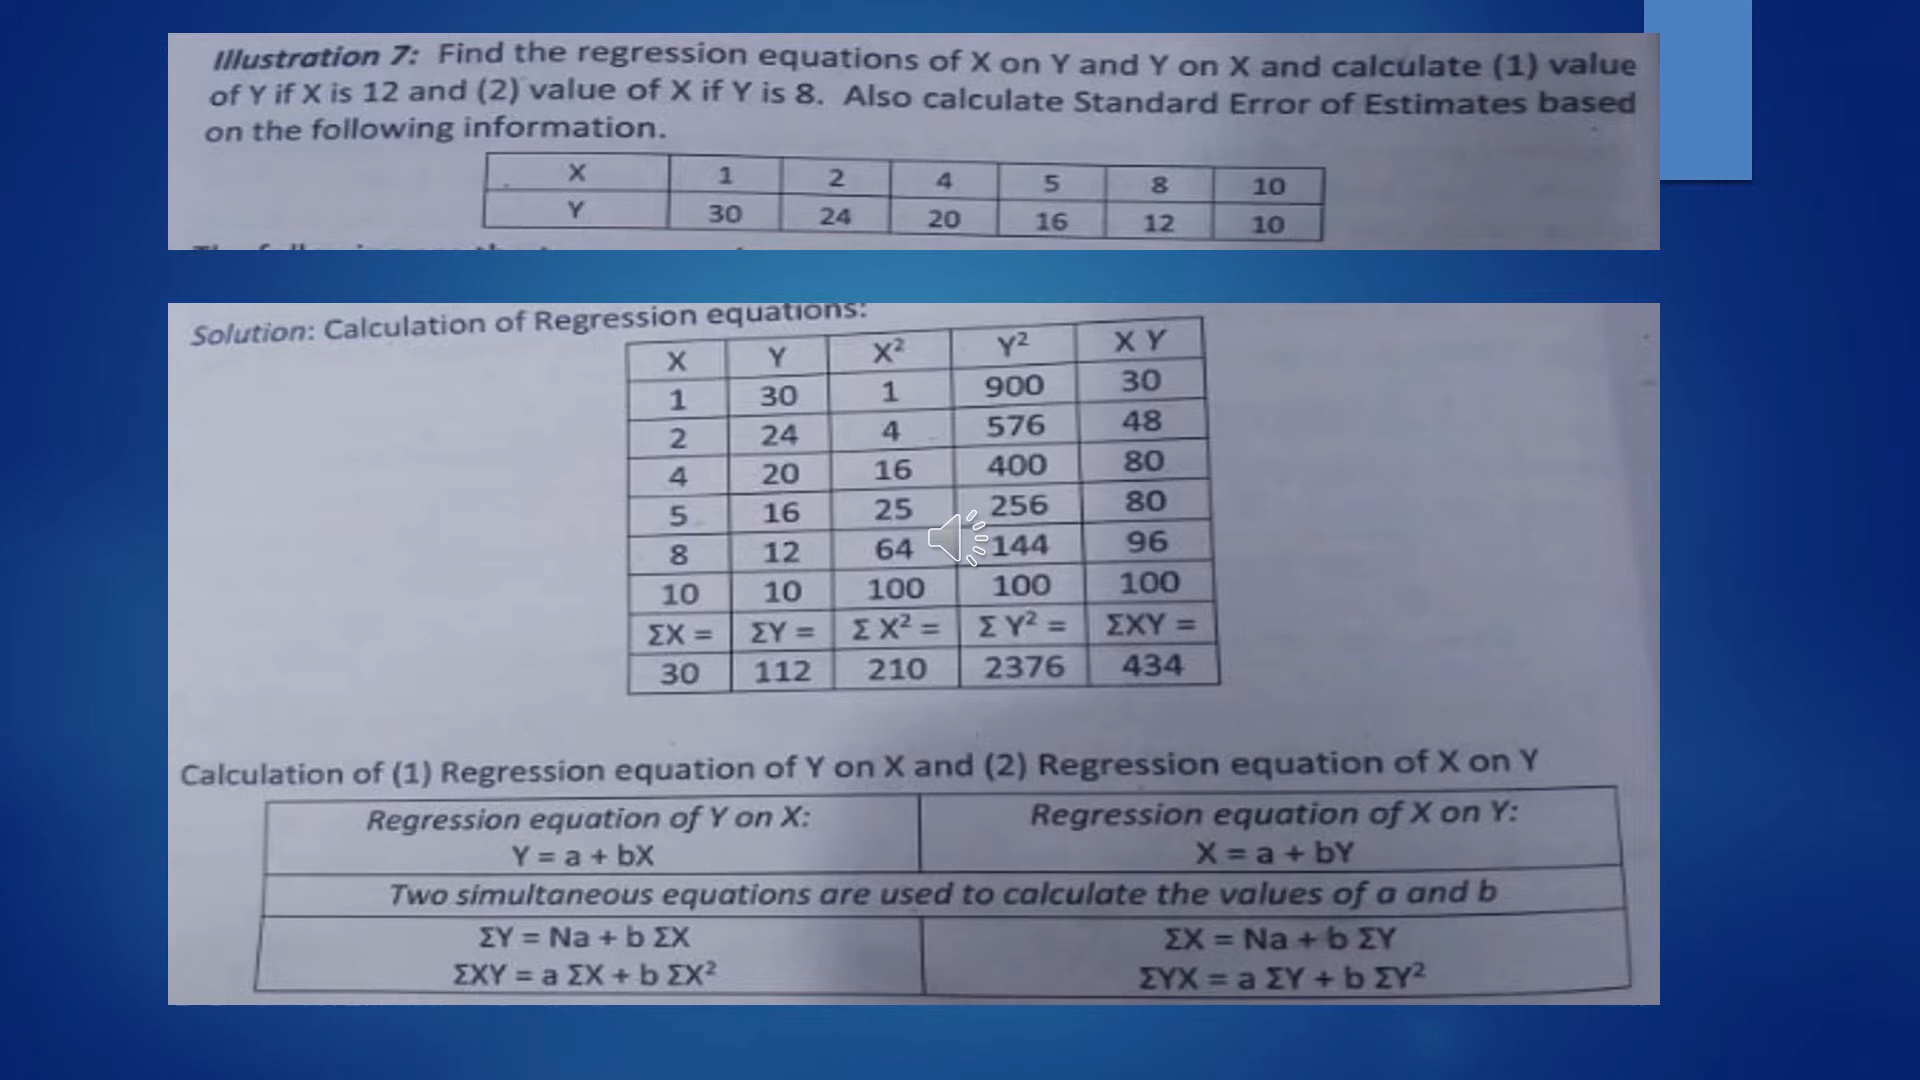 Illustration 7: Find the regression equations of X on Y and Y on X and calculate (1) value
of Y if X is 12 and (2) value of X if Y is 8. Also calculate Standard Error of Estimates based
on the following information.
X 1 2 4 5 8 10
Y 30 24 20 16 12 10
Solution: Calculation of Regression equations:
X Y X² Y² X Y
1 30 1 900 30
2 24 4 576 48
4 20 16 400 80
5 16 25 256 80
8 12 64 144 96
10 10 100 100 100
ΣX = ΣY = Σ X² = Σ Y² = ΣXY =
30 112 210 2376 434
Calculation of (1) Regression equation of Y on X and (2) Regression equation of X on Y
Regression equation of Y on X: Regression equation of X on Y:
Y = a + bX X = a + bY
Two simultaneous equations are used to calculate the values of a and b
ΣY = Na + b ΣX ΣX = Na + b ΣY
ΣXY = a ΣX + b ΣX² ΣYX = a ΣY + b ΣY²